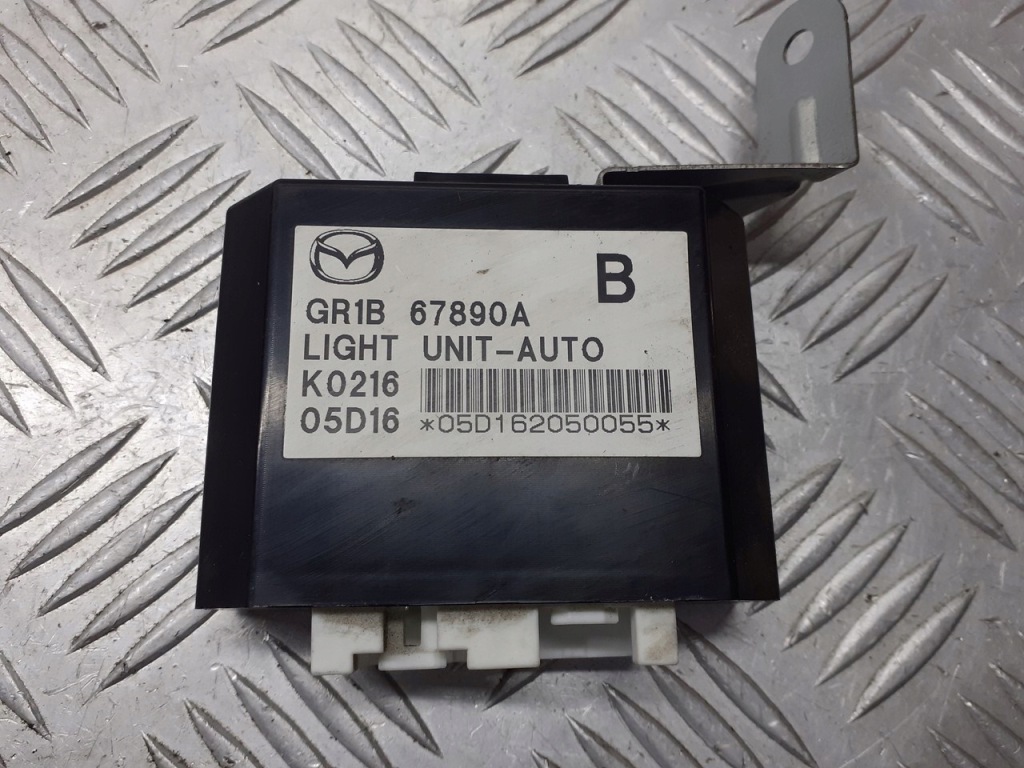 B
GR1B 67890A
LIGHT UNIT-AUTO
K0216
05D16 *05D162050055*